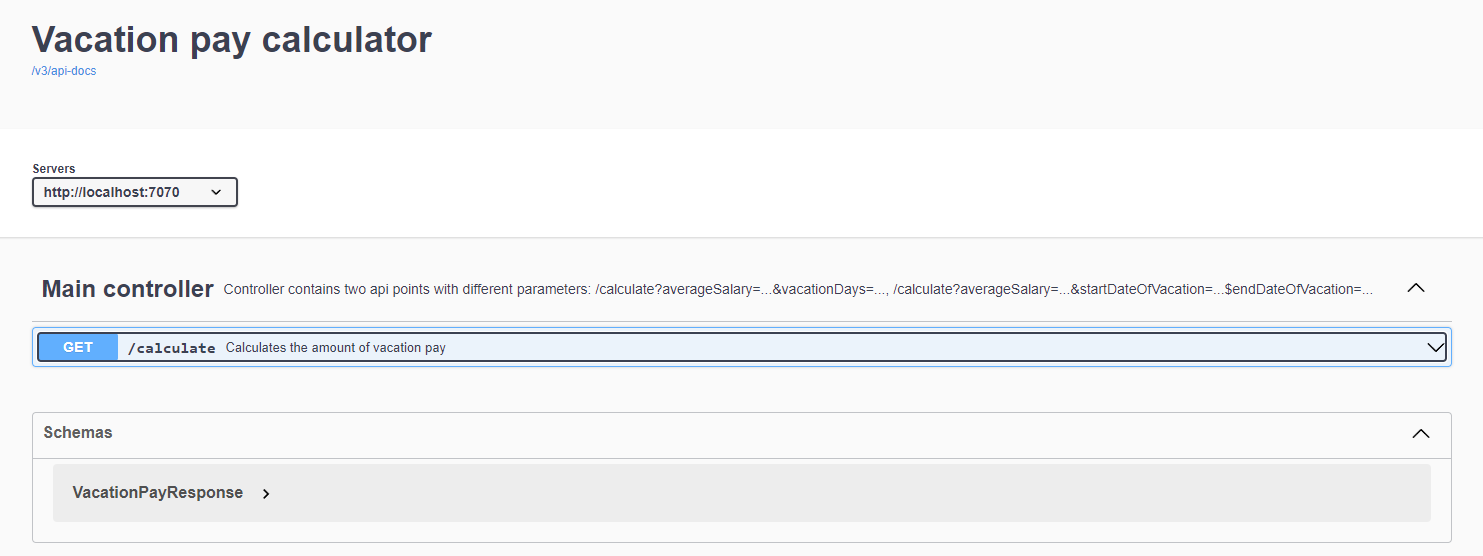 Vacation pay calculator
/v3/api-docs
Servers
http://localhost:7070
Main controller Controller contains two api points with different parameters: /calculate?averageSalary=...&vacationDays=..., /calculate?averageSalary=...&startDateOfVacation=...$endDateOfVacation=...
GET /calculate Calculates the amount of vacation pay
Schemas
VacationPayResponse